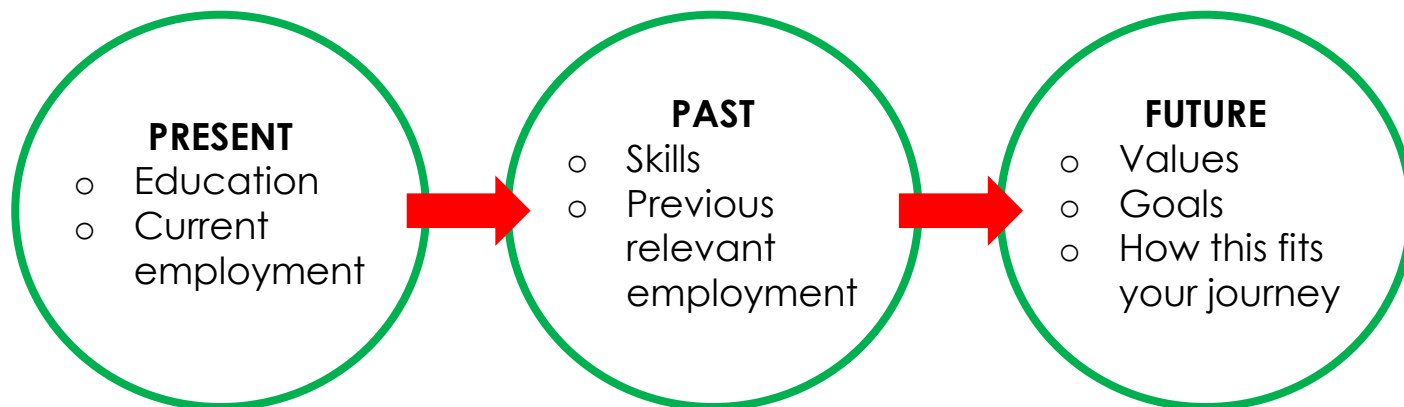 PRESENT
o Education
o Current
employment
PAST
o Skills
o Previous
relevant
employment
FUTURE
o Values
o Goals
o How this fits
your journey